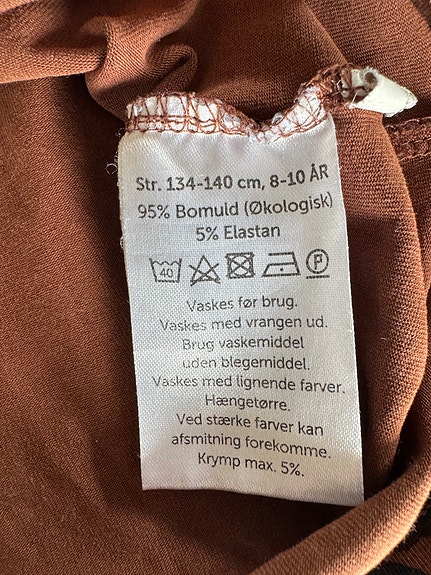 Str. 134-140 cm, 8-10 ÅR
95% Bomuld (Økologisk)
5% Elastan
40 P
Vaskes før brug.
Vaskes med vrangen ud.
Brug vaskemiddel
uden blegemiddel.
Vaskes med lignende farver.
Hængetørre.
Ved stærke farver kan
afsmitning forekomme.
Krymp max. 5%.